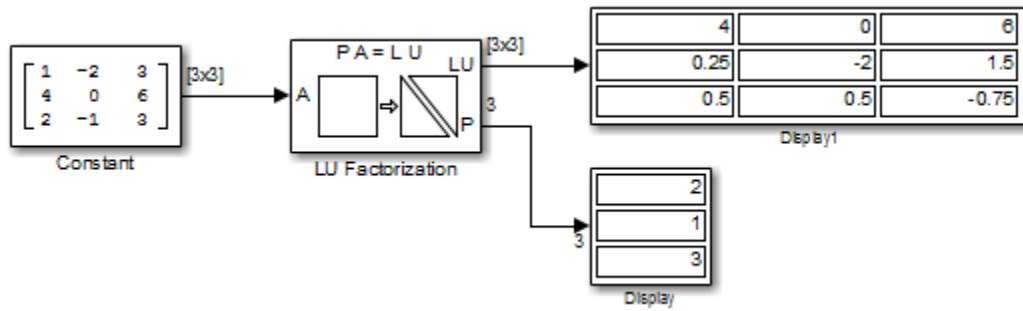 1 −2 3
4 0 6
2 −1 3
Constant
[3x3]
P A = L U
A
LU
P
LU Factorization
[3x3]
3
4 0 6
0.25 -2 1.5
0.5 0.5 -0.75
Display1
3
2
1
3
Display